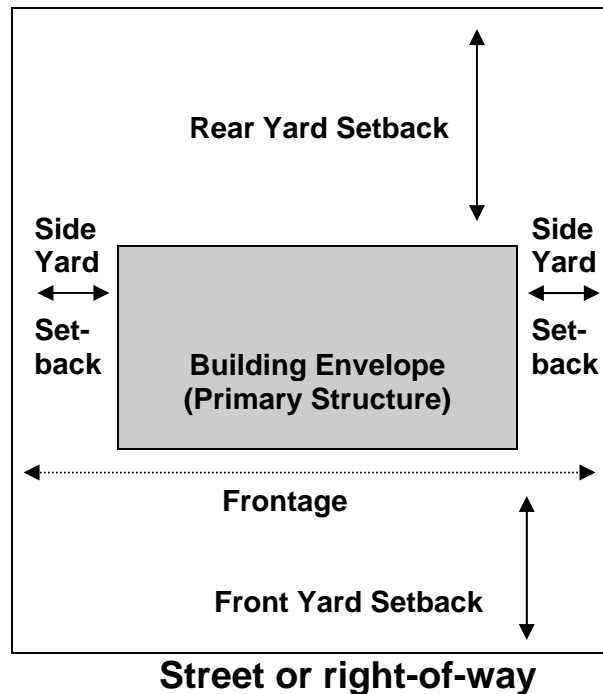 Rear Yard Setback
Side
Yard
Set-
back
Side
Yard
Set-
back
Building Envelope
(Primary Structure)
Frontage
Front Yard Setback
Street or right-of-way